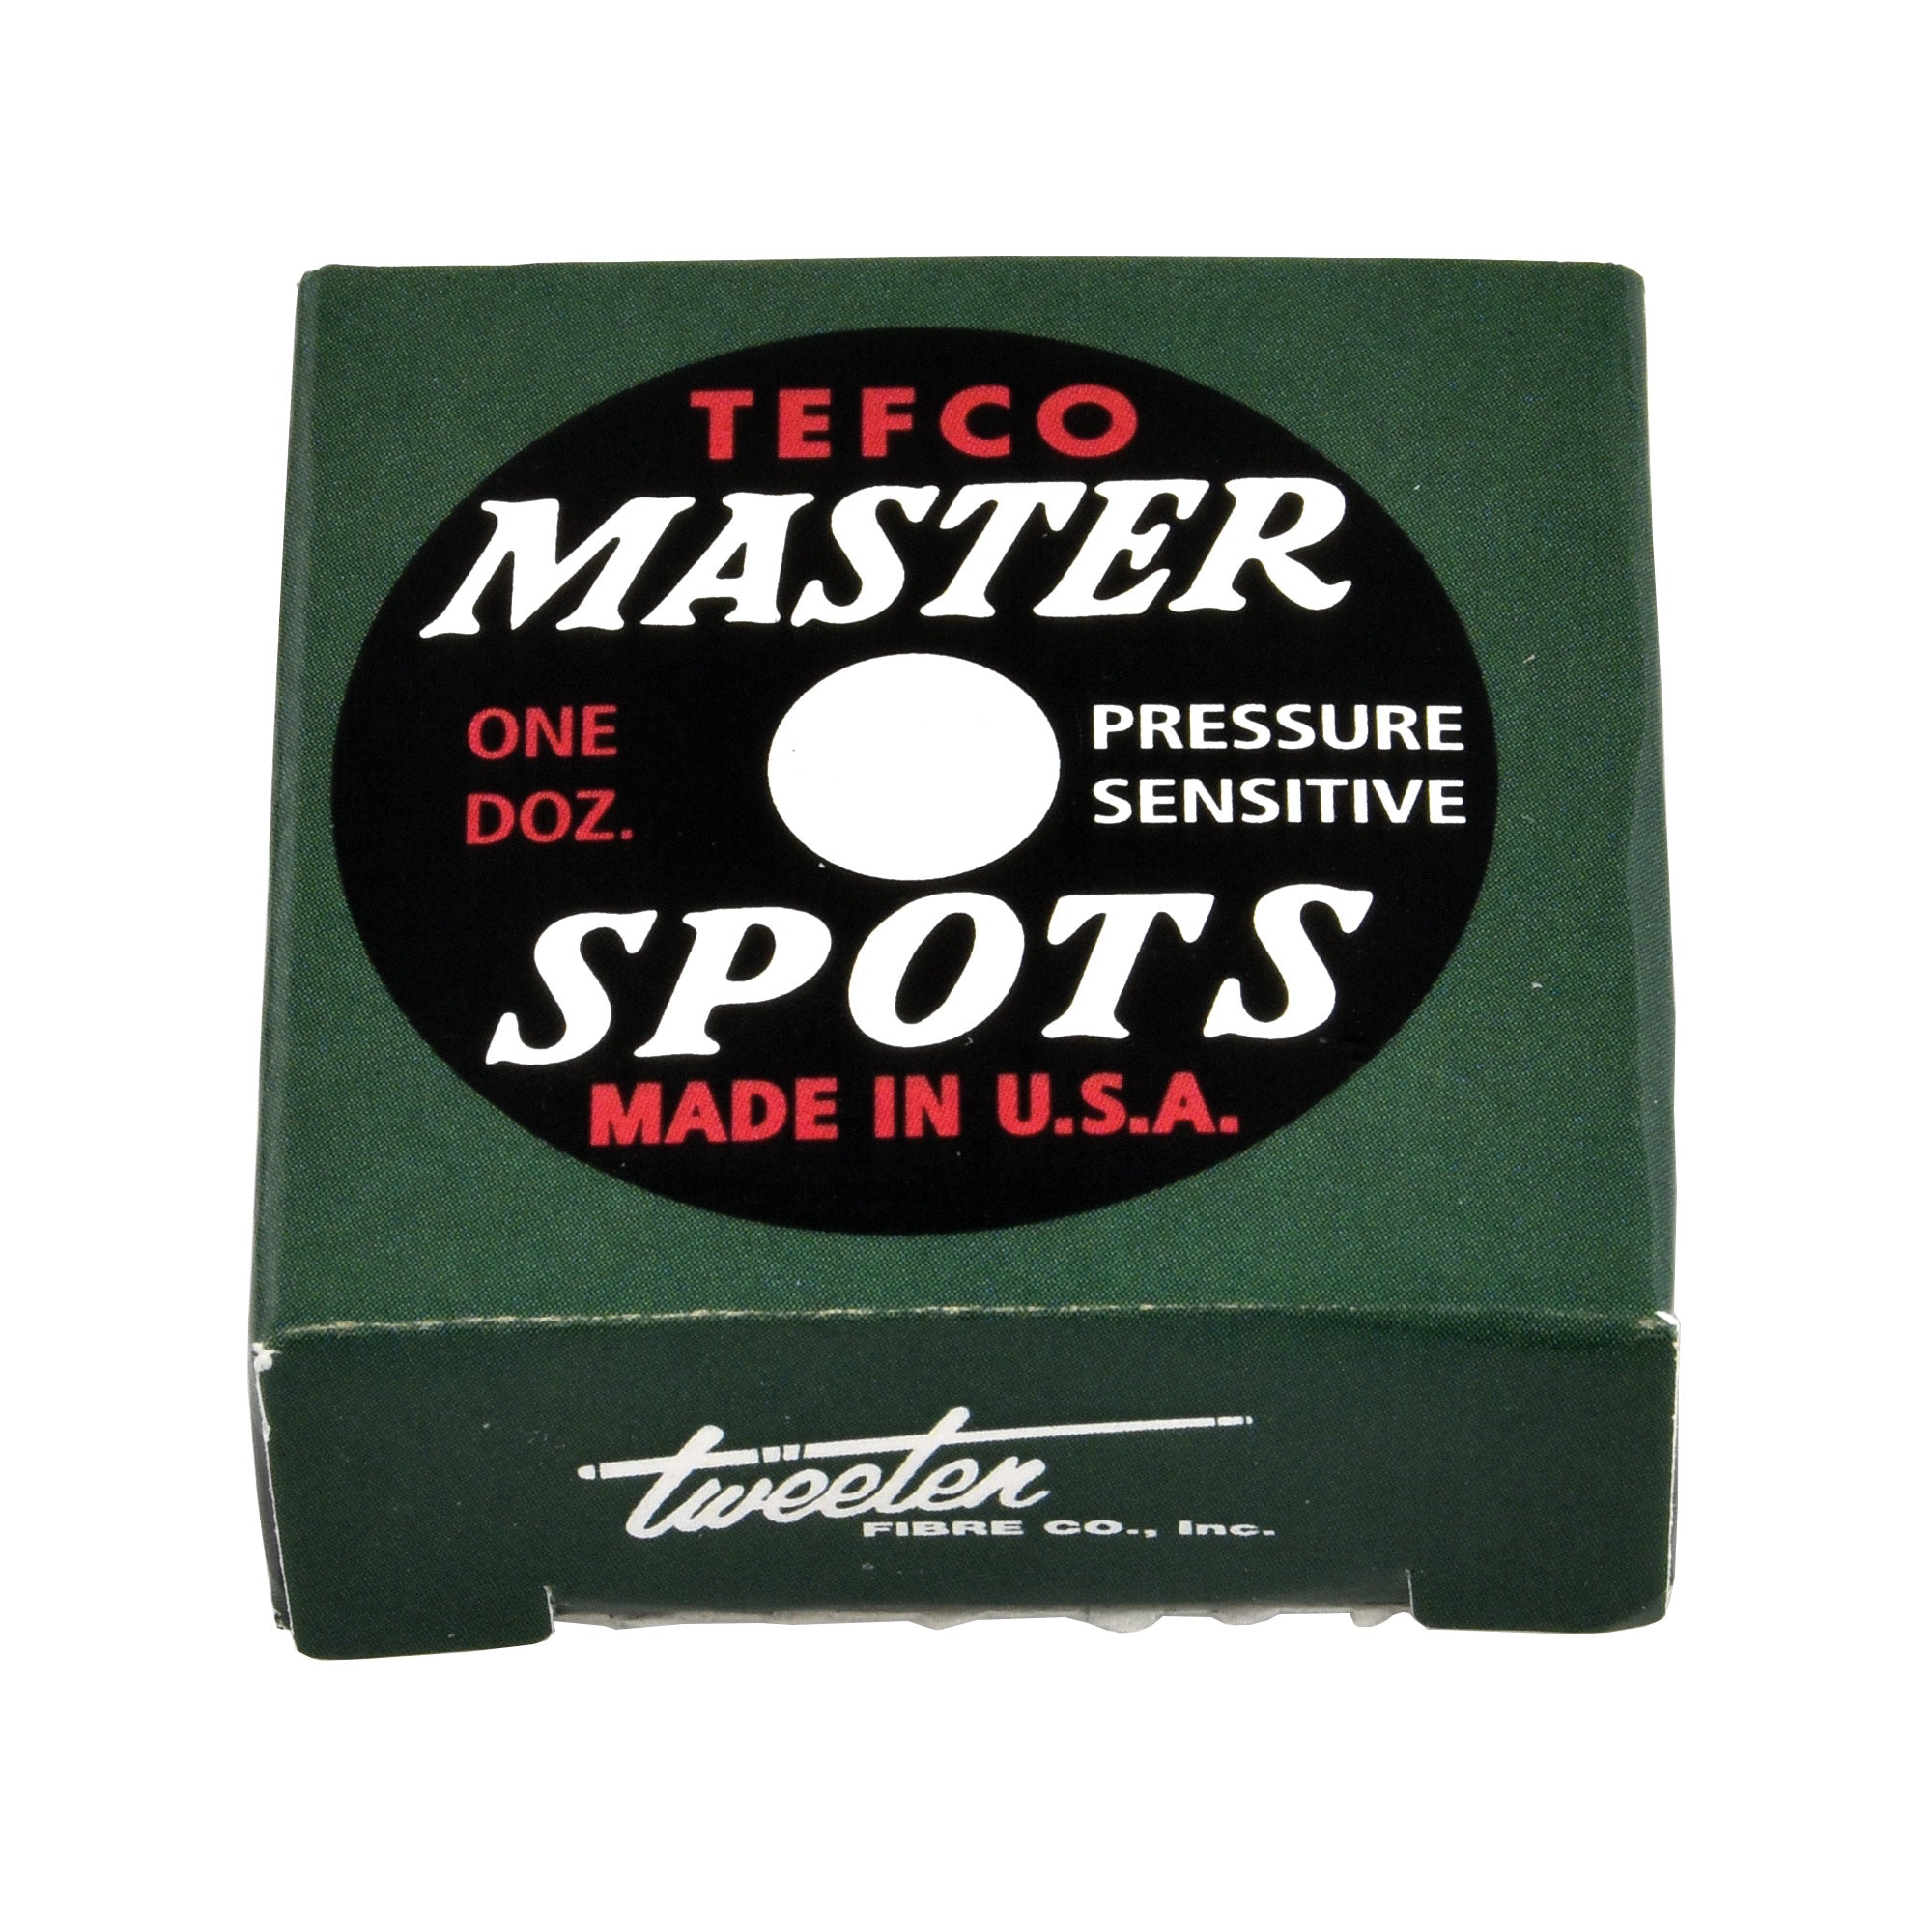 TEFCO
MASTER
ONE
DOZ.
PRESSURE
SENSITIVE
SPOTS
MADE IN U.S.A.
tweeten
FIBRE CO., Inc.